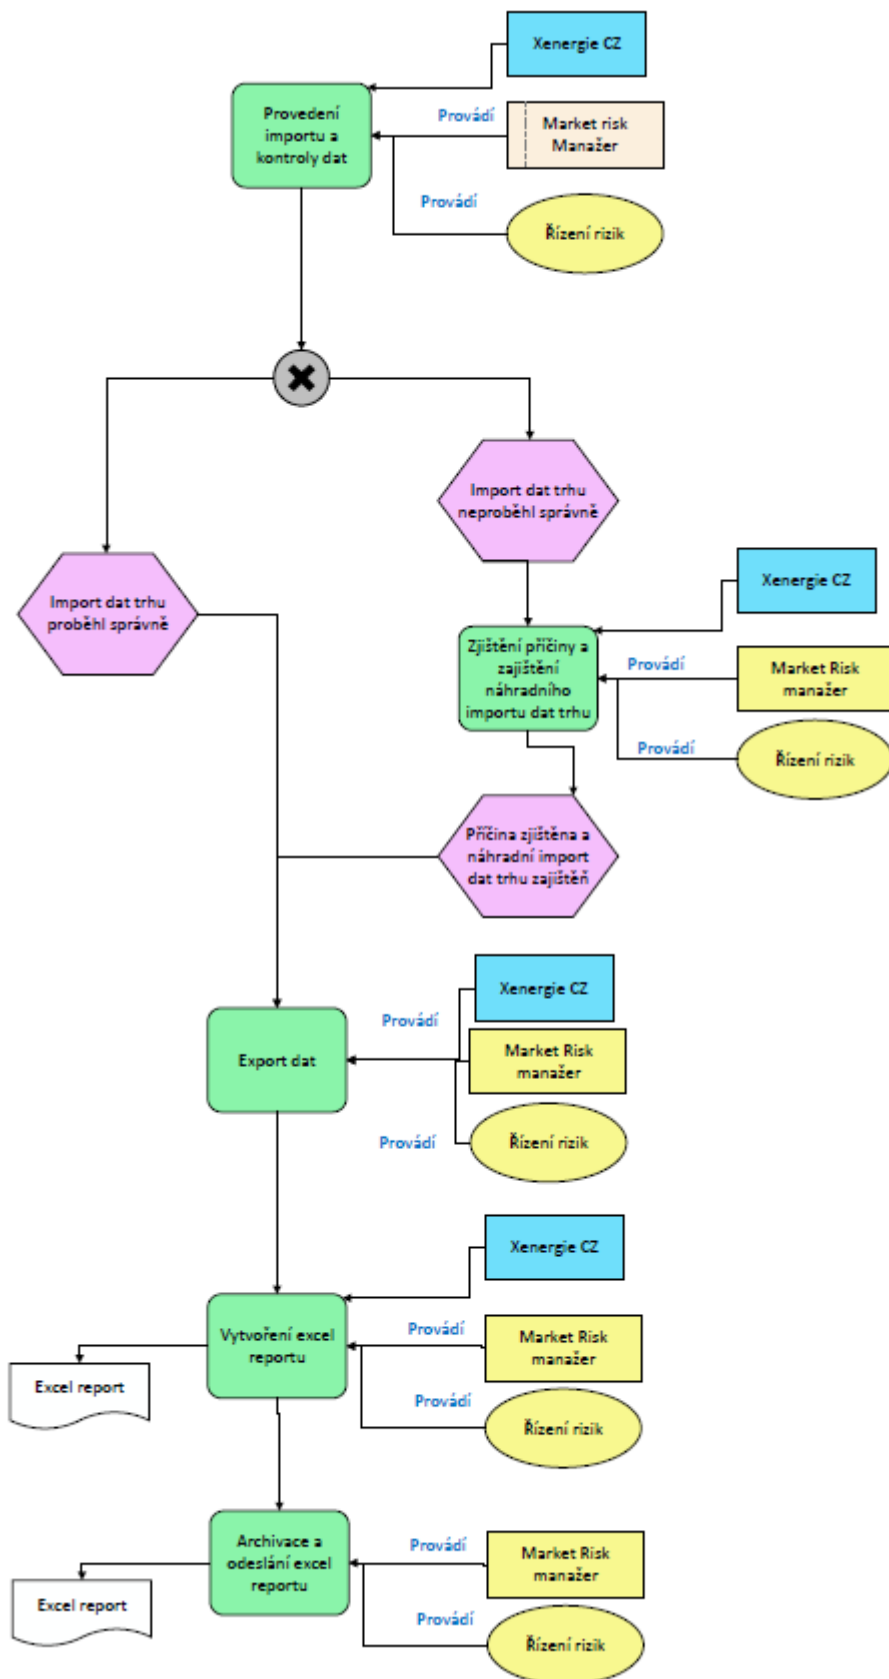 Xenergie CZ
Provedení
importu a
kontroly dat
Provádí
Market risk
Manažer
Provádí
Řízení rizik
Import dat trhu
neproběhl správně
Import dat trhu
proběhl správně
Xenergie CZ
Zjištění příčiny a
zajištění
náhradního
importu dat trhu
Provádí
Market Risk
manažer
Provádí
Řízení rizik
Příčina zjištěna a
náhradní import
dat trhu zajištěň
Xenergie CZ
Provádí
Export dat
Market Risk
manažer
Provádí
Řízení rizik
Xenergie CZ
Vytvoření excel
reportu
Provádí
Market Risk
manažer
Excel report
Provádí
Řízení rizik
Archivace a
odeslání excel
reportu
Provádí
Market Risk
manažer
Excel report
Provádí
Řízení rizik